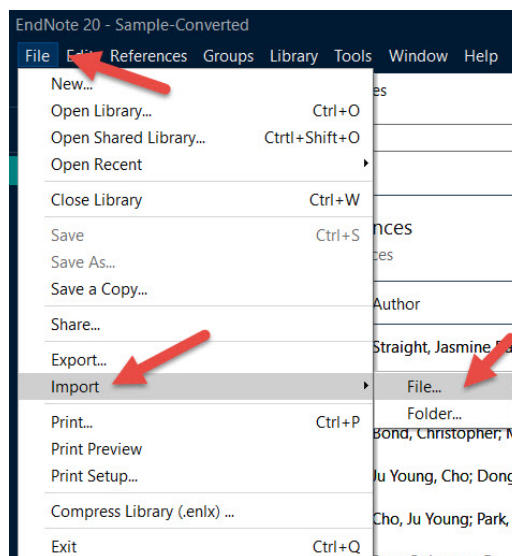 EndNote 20 - Sample-Converted
File Edit References Groups Library Tools Window Help
New...
es
Open Library... Ctrl+O
Open Shared Library... Ctrtl+Shift+O
Open Recent
Close Library Ctrl+W
Save Ctrl+S
nces
Save As...
ces
Save a Copy...
Author
Share...
Straight, Jasmine
Export...
Import
File...
Folder...
Print... Ctrl+P
Bond, Christopher;
Print Preview
Print Setup...
Ju Young, Cho; Dong
Compress Library (.enlx) ...
Cho, Ju Young; Park,
Exit Ctrl+Q